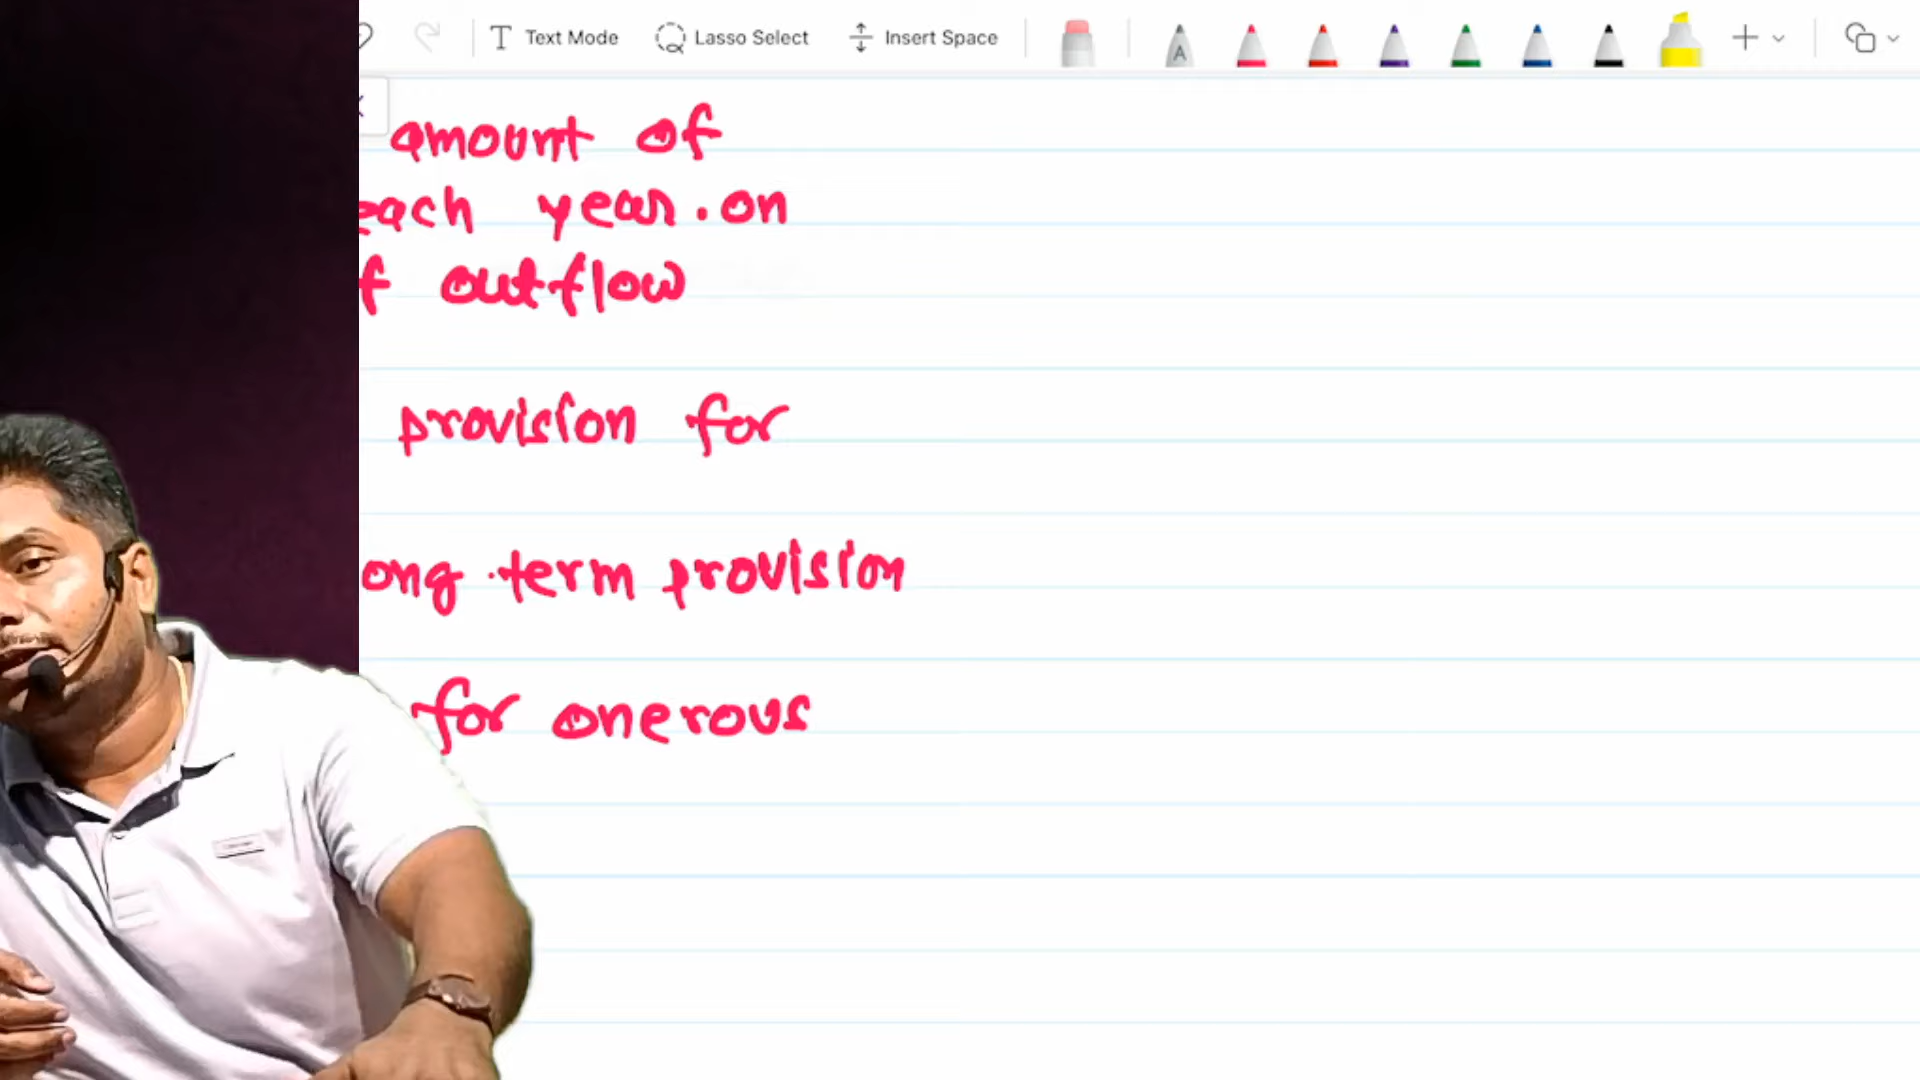 Text Mode Lasso Select Insert Space
A
amount of
each year. on
f outflow
provision for
ong term provision
for onerous